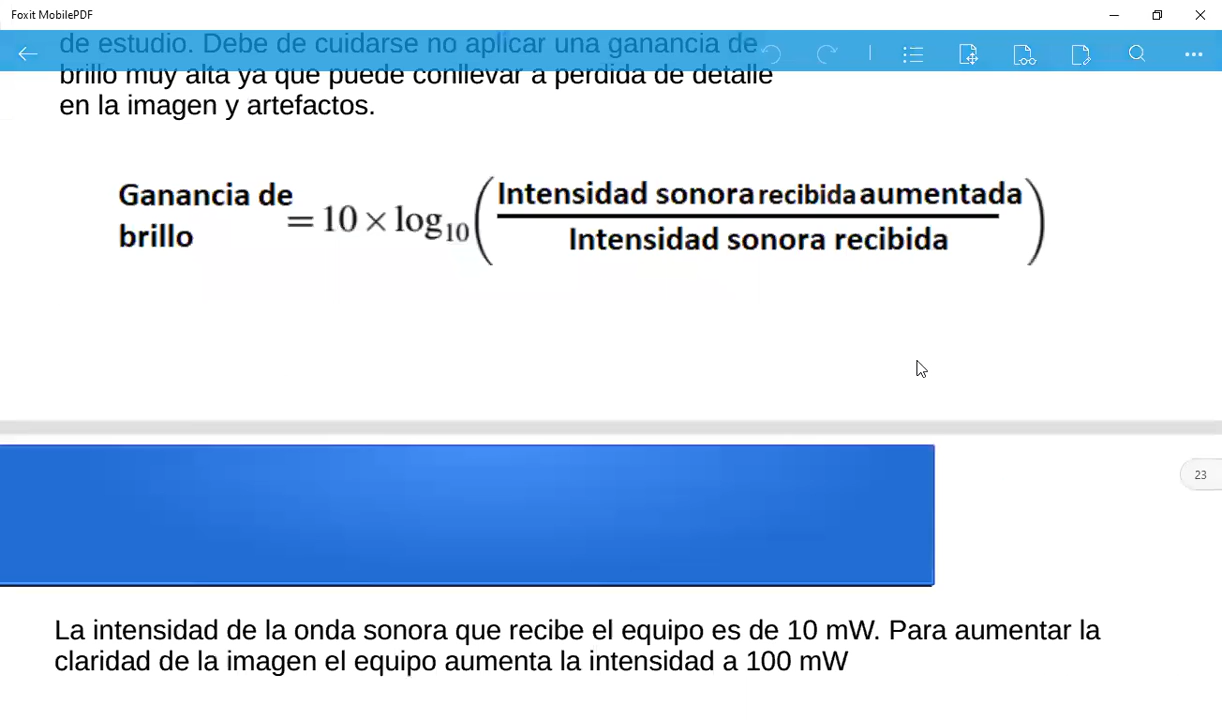 Foxit MobilePDF
de estudio. Debe de cuidarse no aplicar una ganancia de
brillo muy alta ya que puede conllevar a perdida de detalle
en la imagen y artefactos.
Ganancia de brillo = 10 × log10 (Intensidad sonora recibida aumentada / Intensidad sonora recibida)
23
La intensidad de la onda sonora que recibe el equipo es de 10 mW. Para aumentar la
claridad de la imagen el equipo aumenta la intensidad a 100 mW